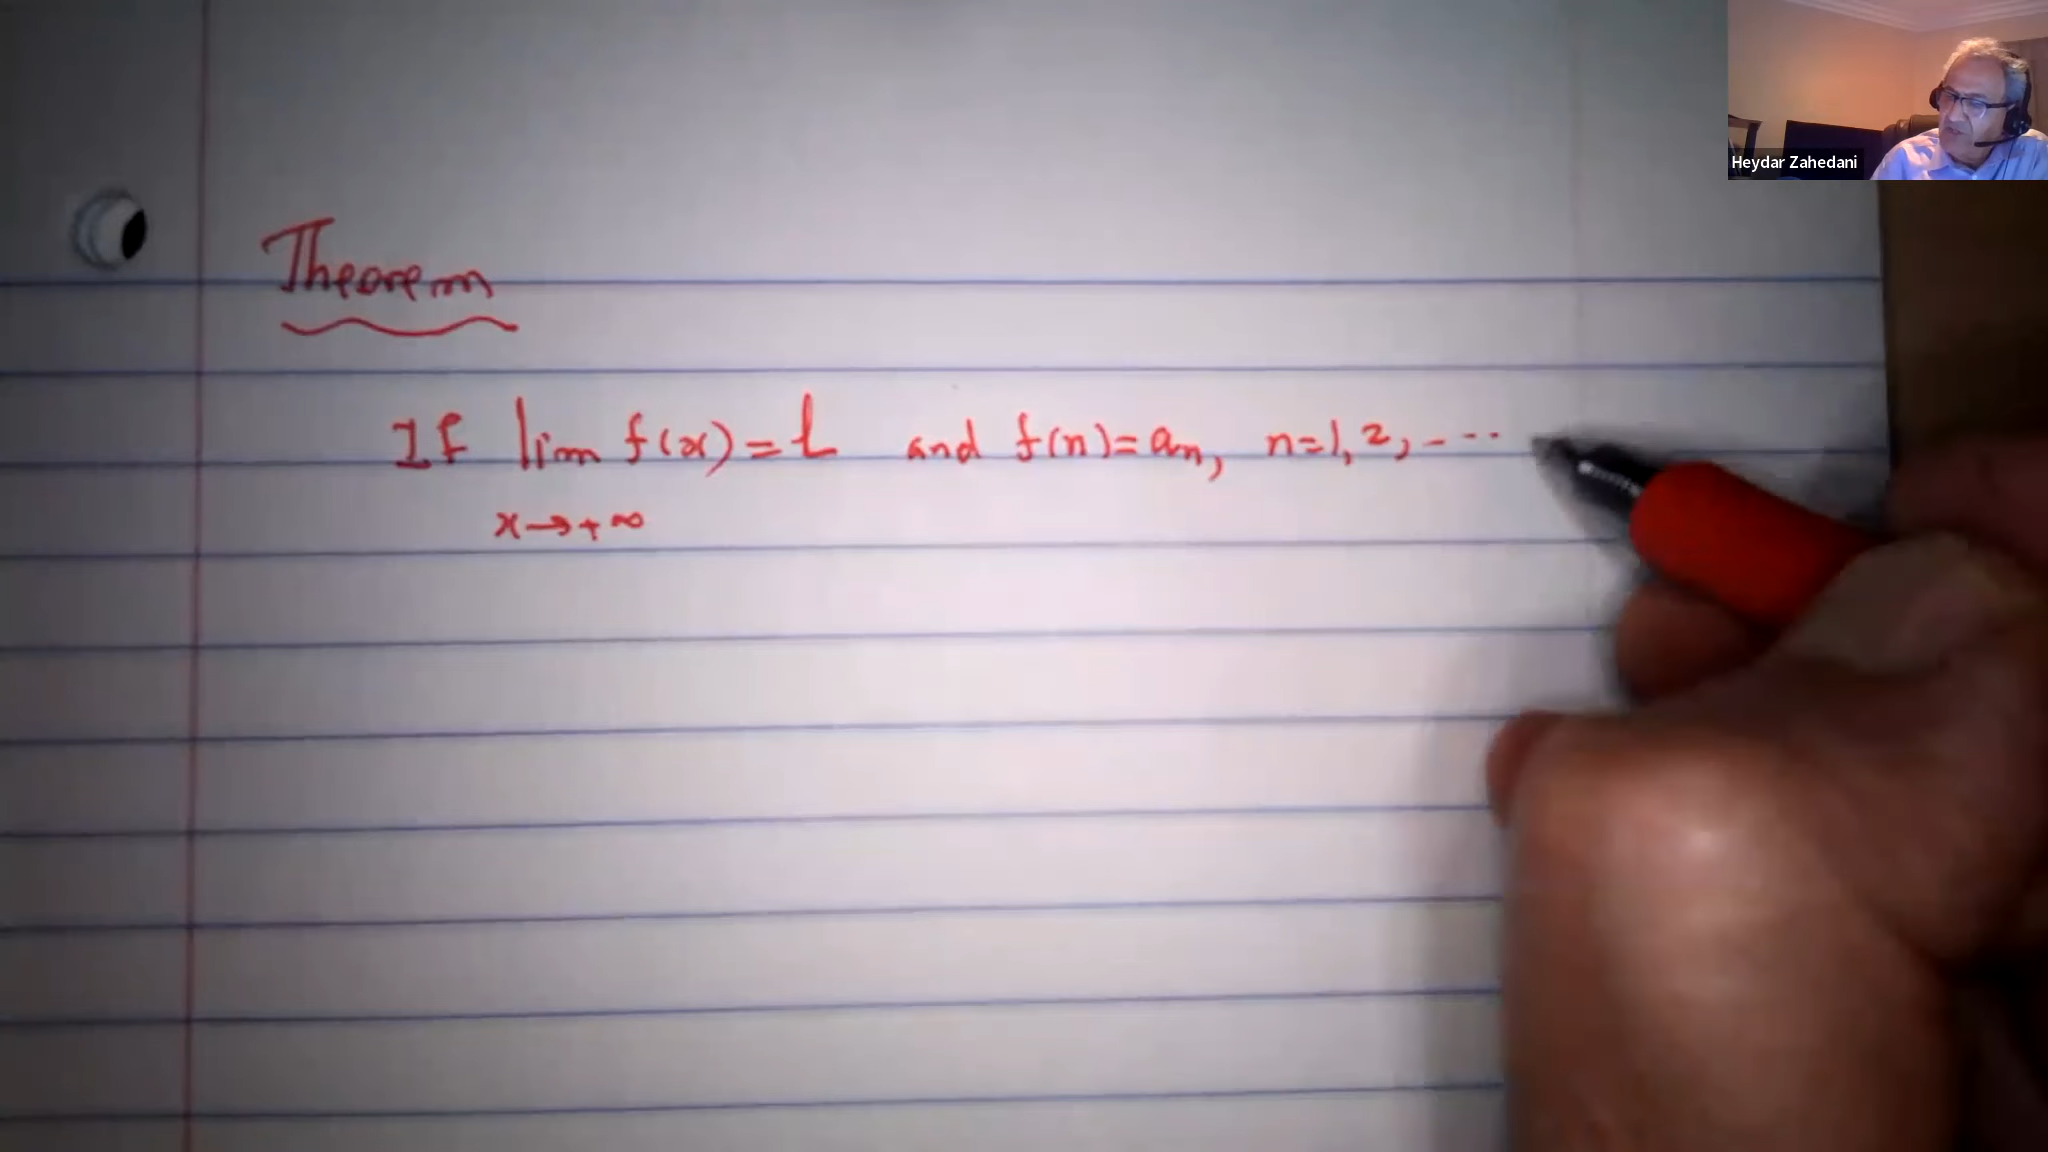 Heydar Zahedani
Theorem
If lim f(x) = L and f(n) = an, n=1, 2, ---
x→+∞